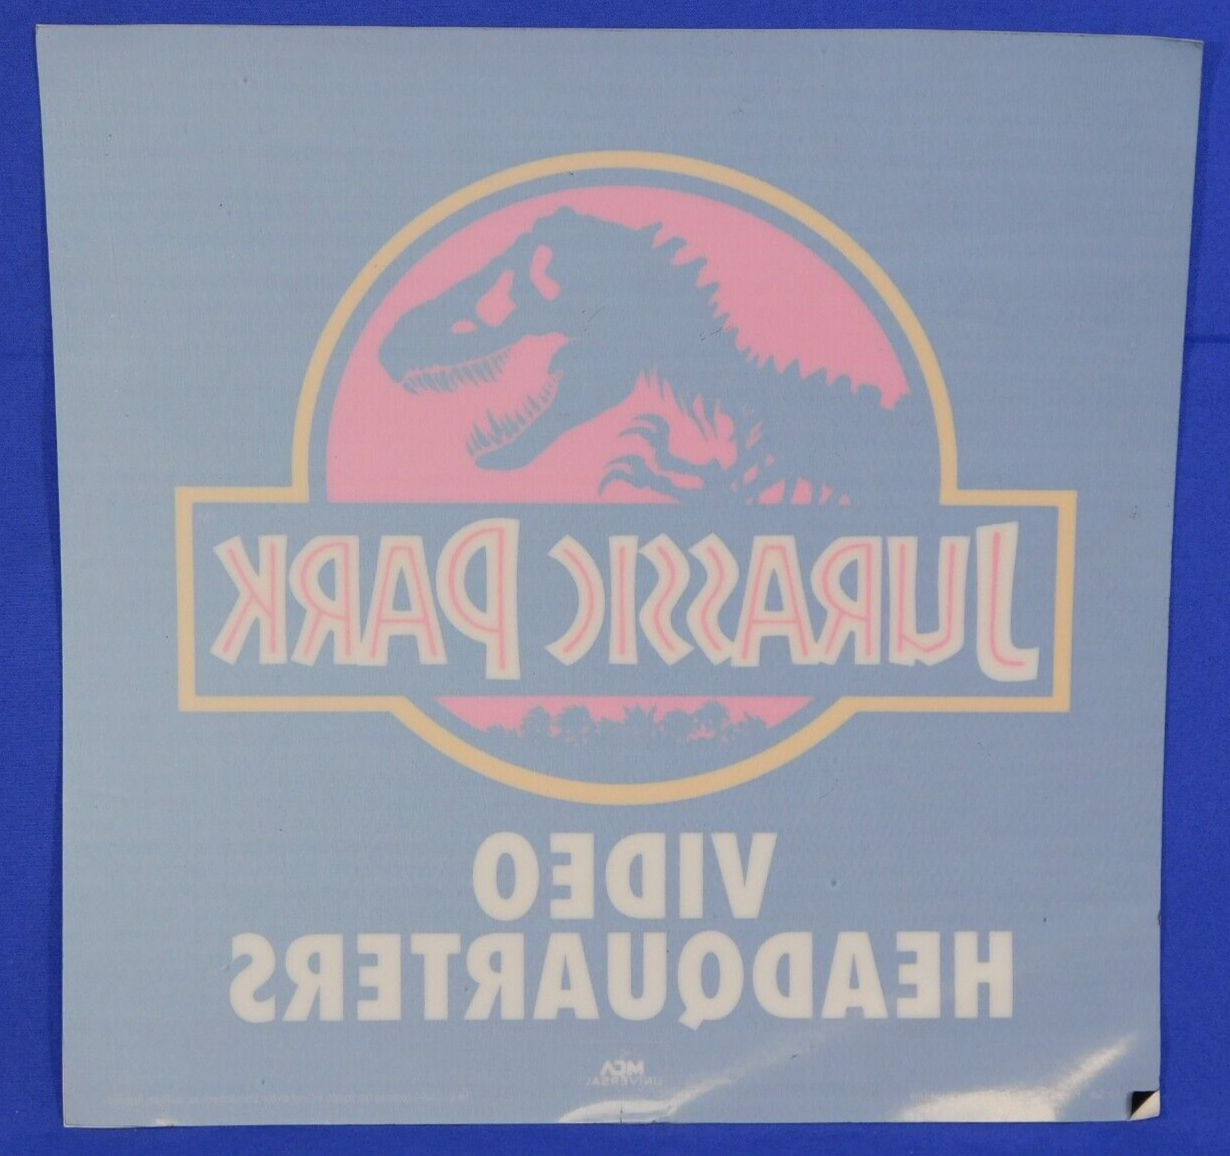 JURASSIC PARK
VIDEO
HEADQUARTERS
MCA
UNIVERSAL